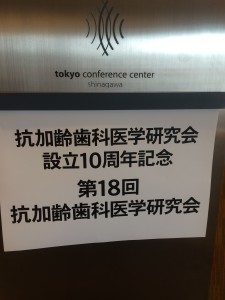 tokyo conference center
shinagawa
抗加齢歯科医学研究会
設立10周年記念
第18回
抗加齢歯科医学研究会